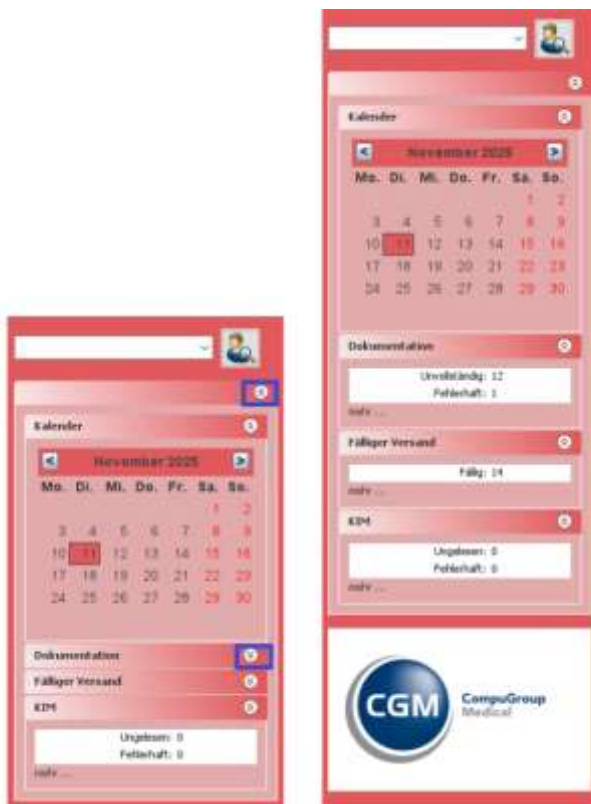 Kalender
< November 2025 >
Mo. Di. Mi. Do. Fr. Sa. So.
1 2
3 4 5 6 7 8 9
10 11 12 13 14 15 16
17 18 19 20 21 22 23
24 25 26 27 28 29 30
Dokumentation
Fälliger Versand
KIM
Ungelesen: 0
Fehlerhaft: 0
mehr ...
Kalender
< November 2025 >
Mo. Di. Mi. Do. Fr. Sa. So.
1 2
3 4 5 6 7 8 9
10 11 12 13 14 15 16
17 18 19 20 21 22 23
24 25 26 27 28 29 30
Dokumentation
Unvollständig: 12
Fehlerhaft: 1
mehr ...
Fälliger Versand
Fällig: 14
mehr ...
KIM
Ungelesen: 0
Fehlerhaft: 0
mehr ...
CGM
CompuGroup
Medical